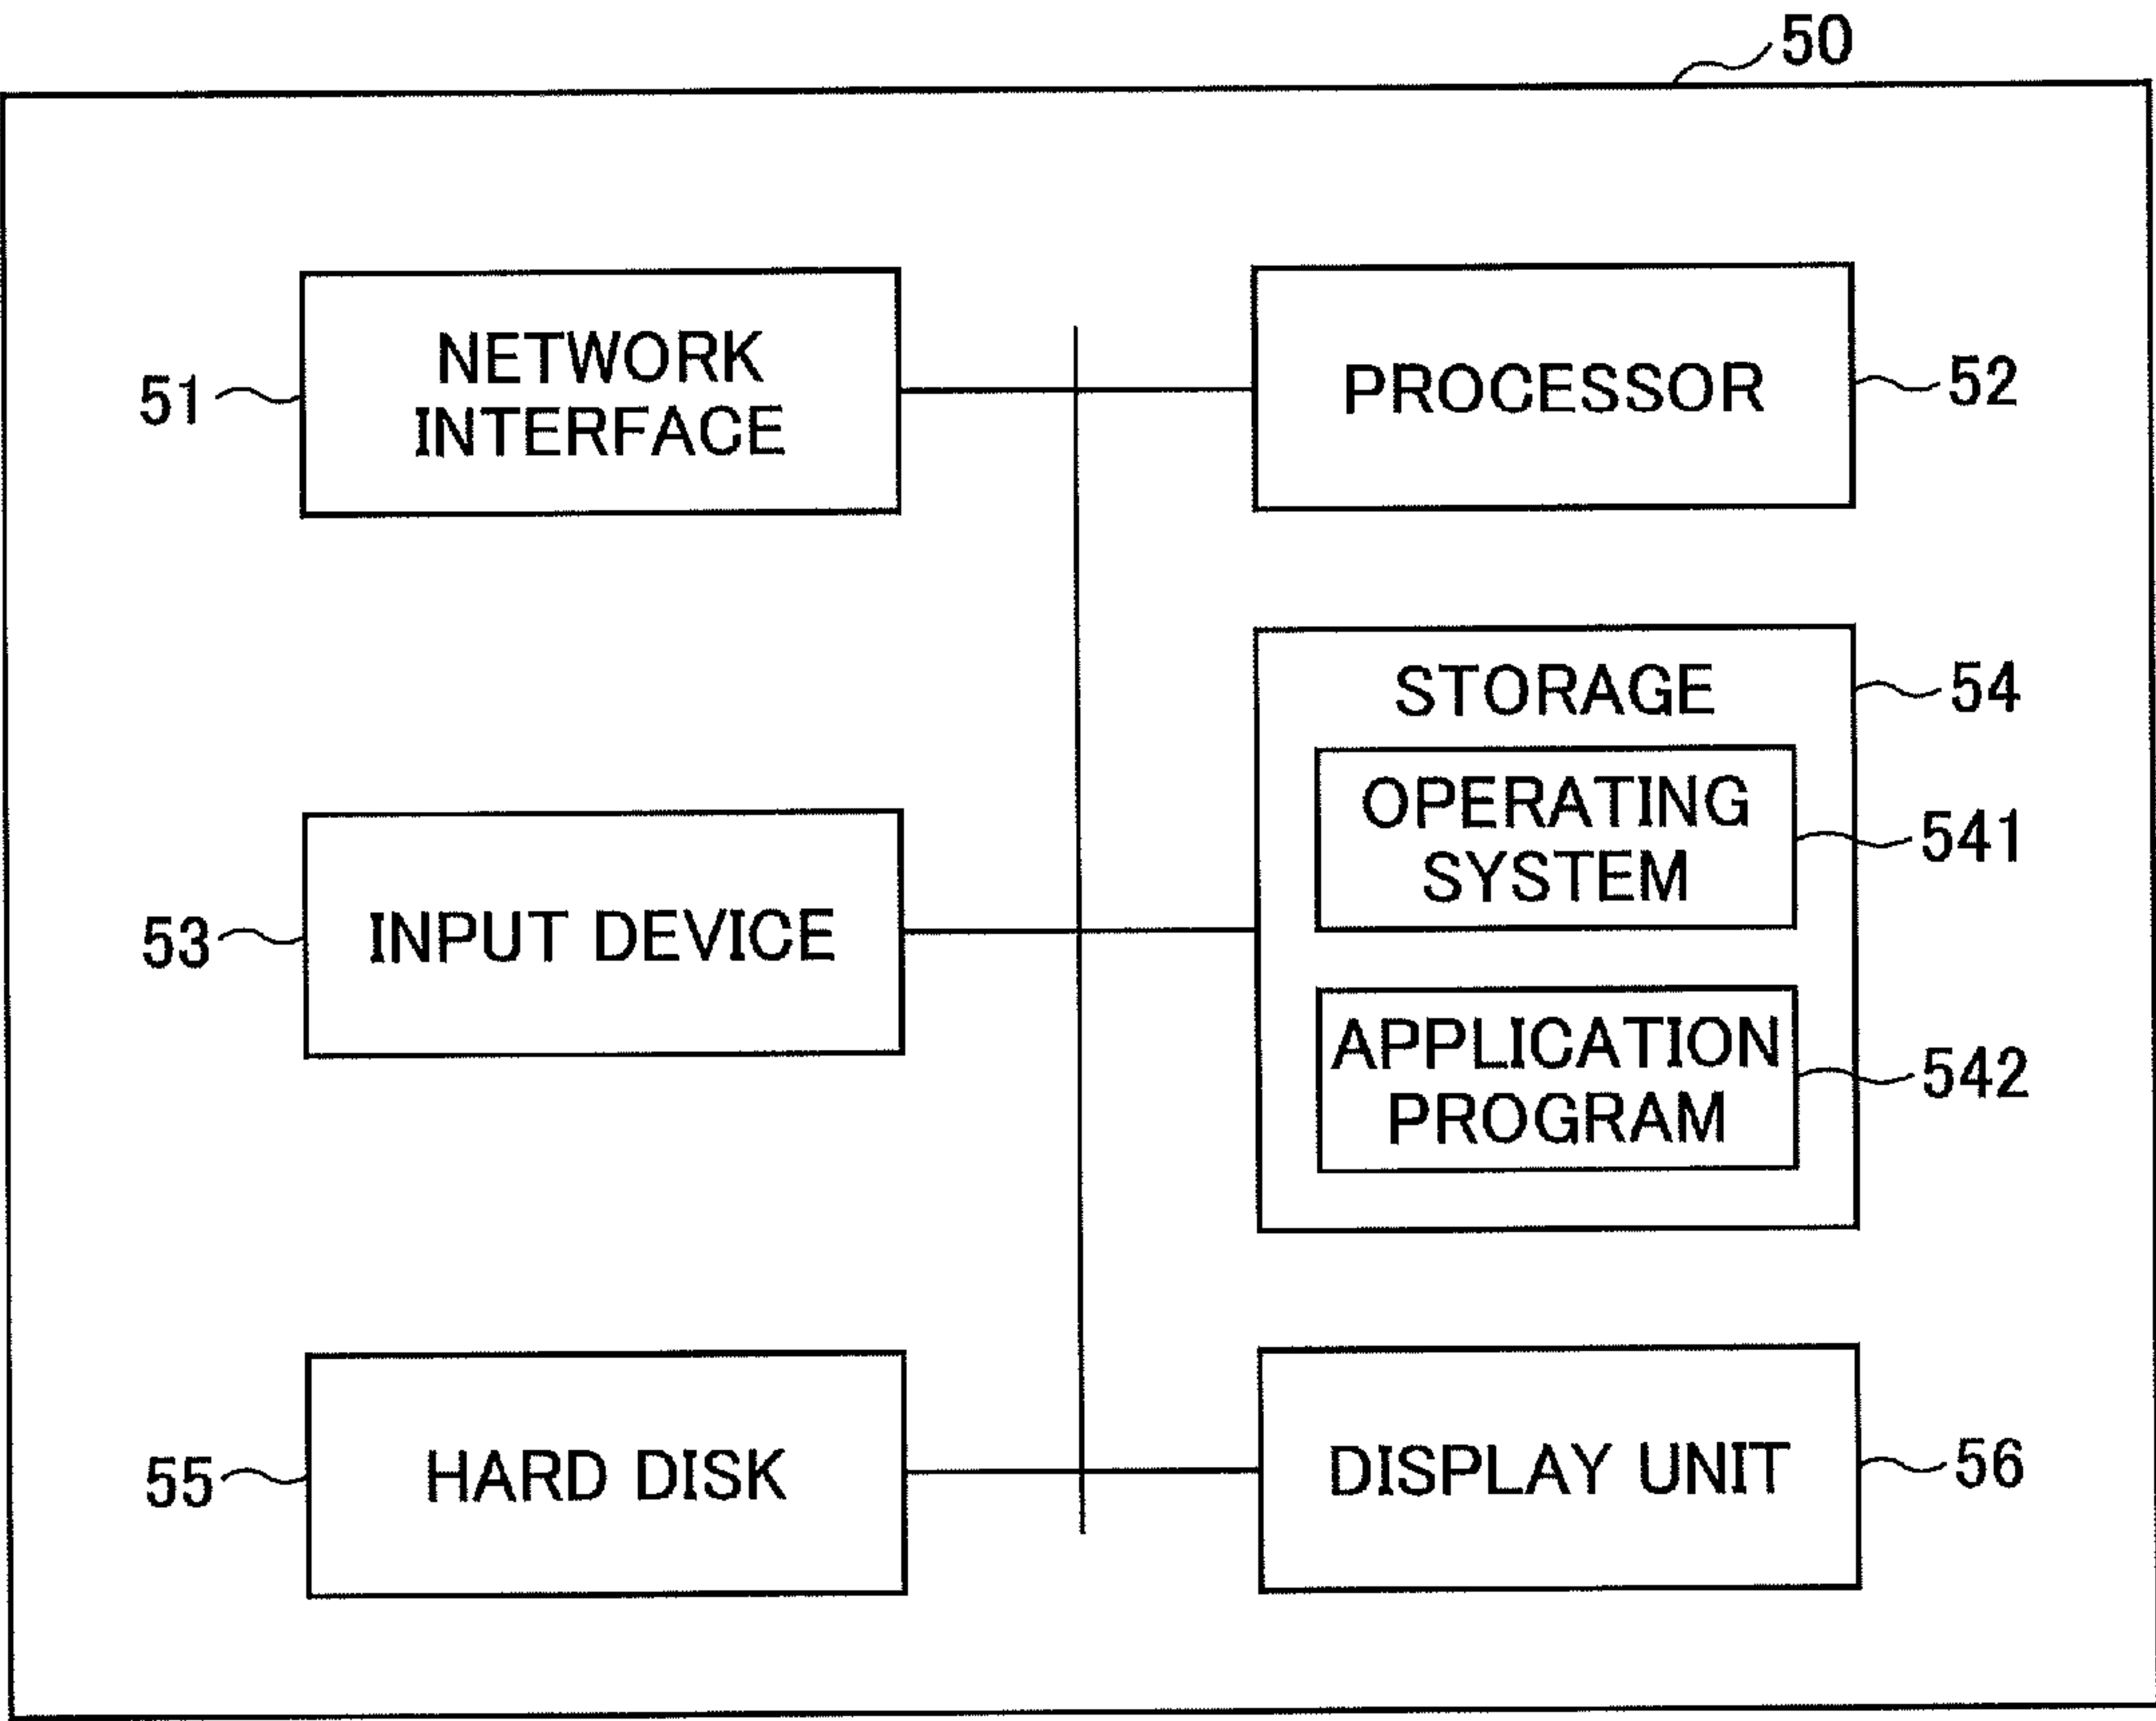 50
NETWORK
INTERFACE
51
PROCESSOR
52
STORAGE
54
OPERATING
SYSTEM
541
INPUT DEVICE
53
APPLICATION
PROGRAM
542
HARD DISK
55
DISPLAY UNIT
56